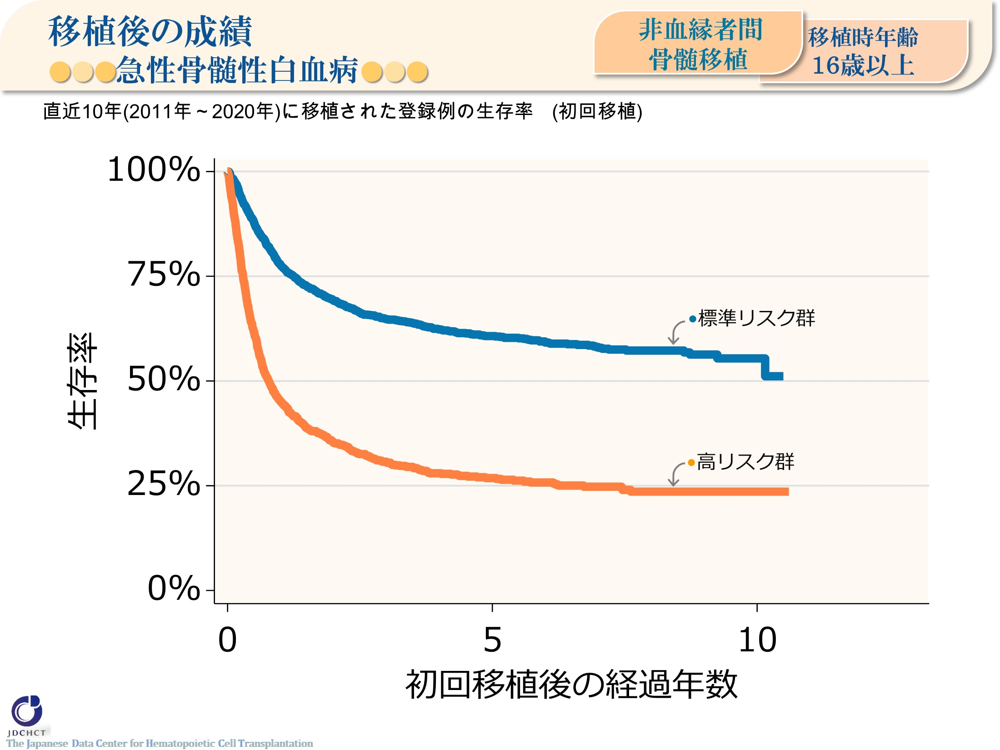 移植後の成績
急性骨髄性白血病
非血縁者間
骨髄移植
移植時年齢
16歳以上
直近10年(2011年～2020年)に移植された登録例の生存率　(初回移植)
100%
75%
50%
25%
0%
生存率
標準リスク群
高リスク群
0
5
10
初回移植後の経過年数
JDCHCT
The Japanese Data Center for Hematopoietic Cell Transplantation